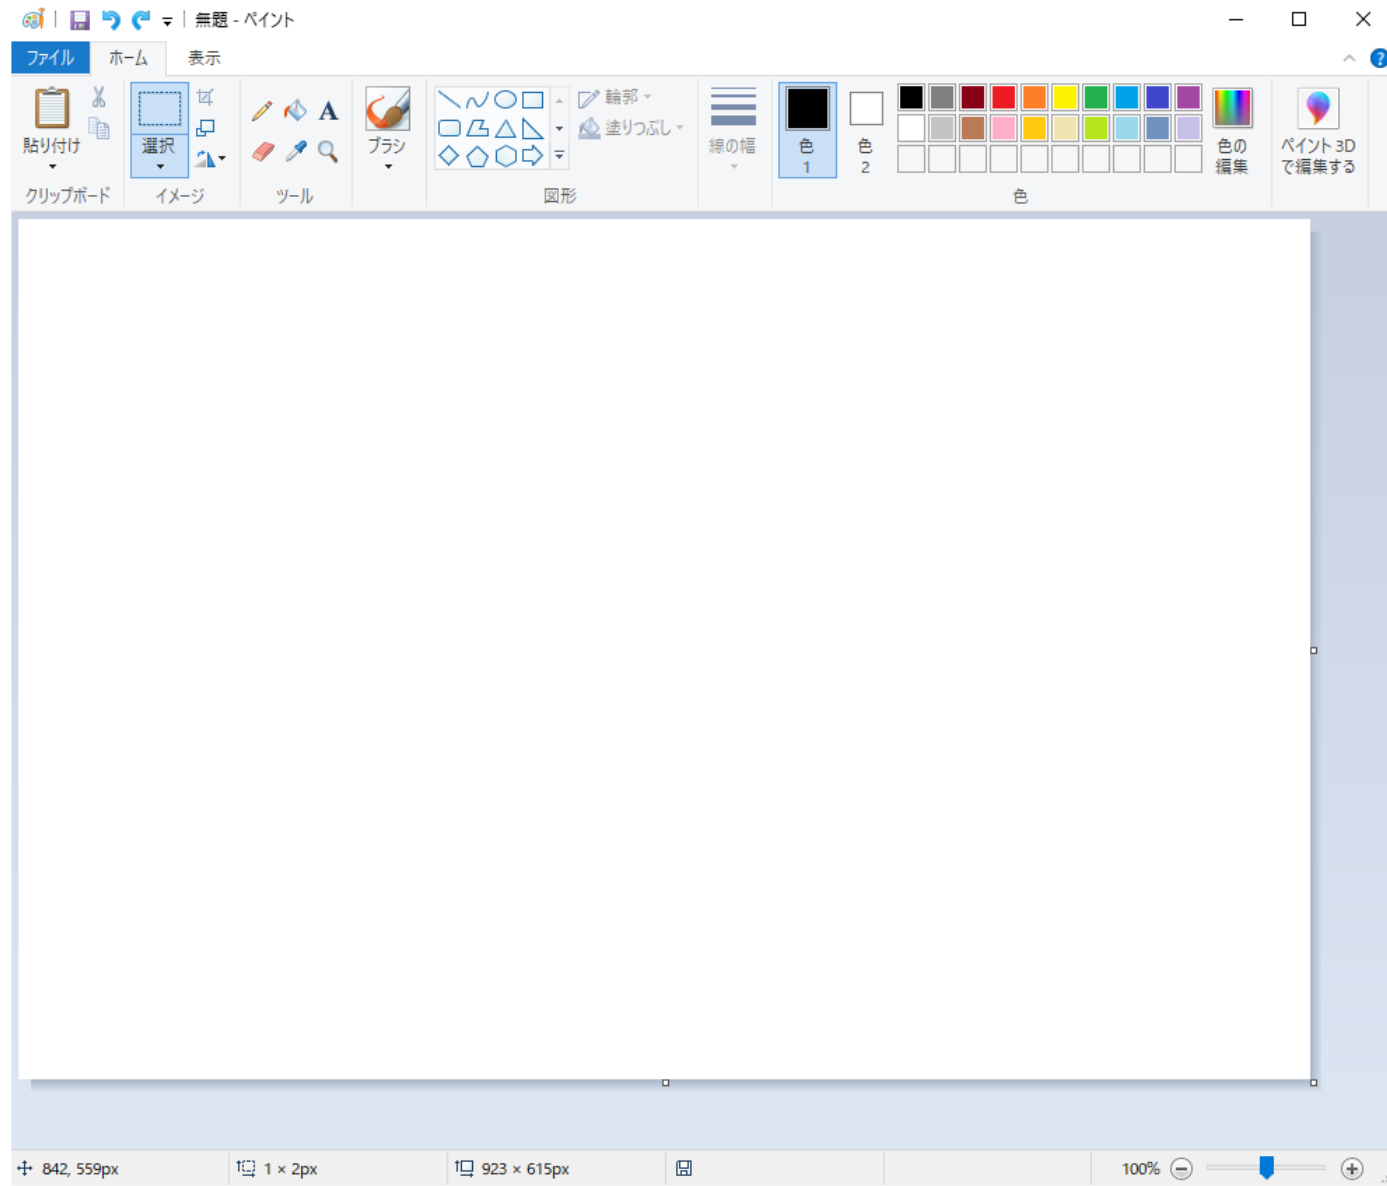 無題 - ペイント
ファイル ホーム 表示
貼り付け 選択 A ブラシ 輪郭 塗りつぶし 線の幅 色 1 色 2 色の 編集 ペイント 3D で編集する
クリップボード イメージ ツール 図形 色
842, 559px 1 × 2px 923 × 615px 100%